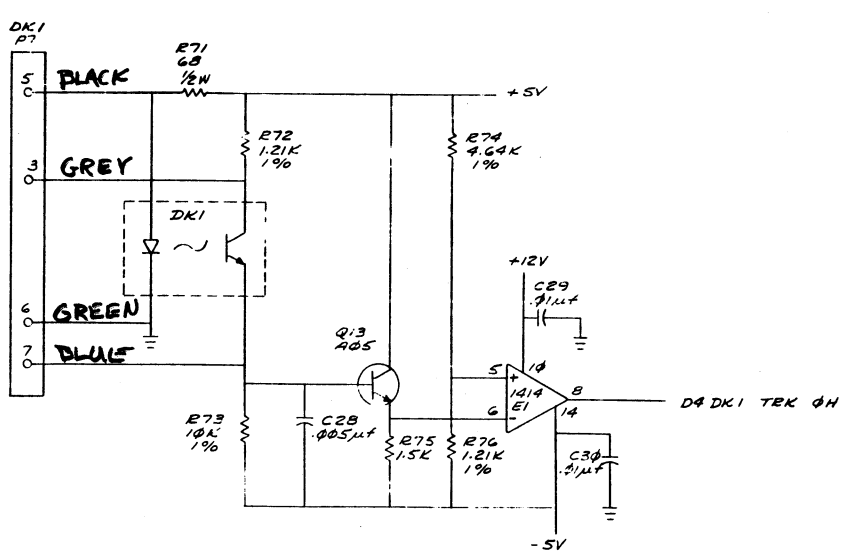 DK1
P7
R71
68
1/2W
5
BLACK
+5V
R72
1.21K
1%
R74
4.64K
1%
3
GREY
DK1
+12V
C29
.01µf
6
GREEN
Q13
A05
7
BLUE
5
+
10
1414
E1
8
D4 DK1 TRK 0H
6
-
14
R73
10K
1%
C28
.005µf
R75
1.5K
R76
1.21K
1%
C30
.01µf
-5V